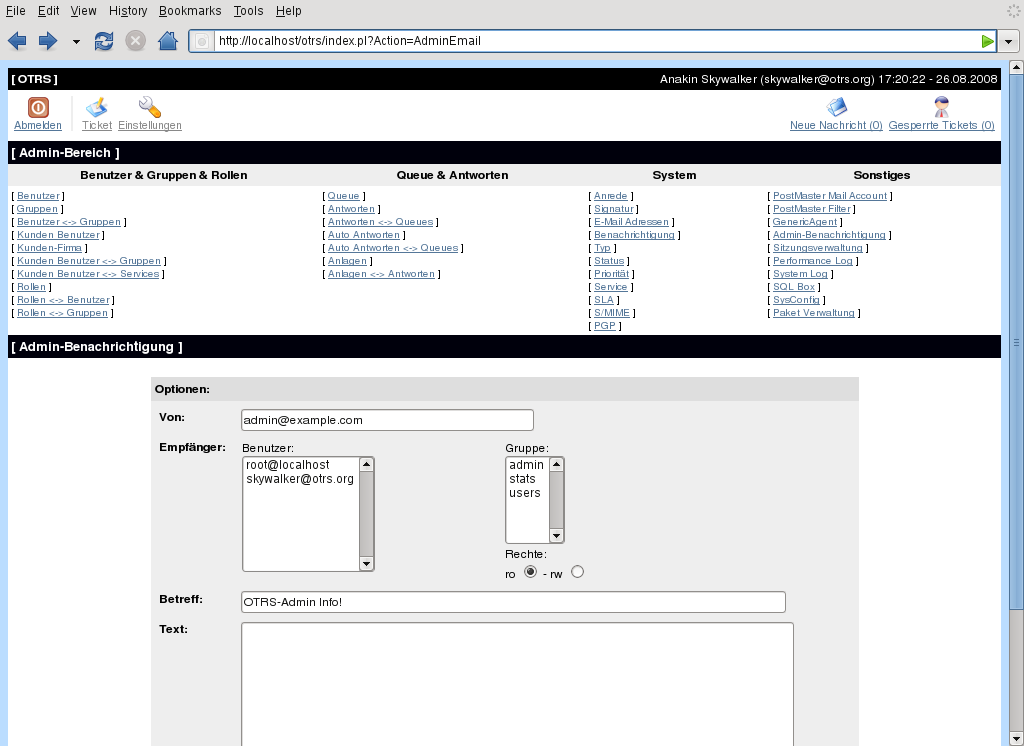 File Edit View History Bookmarks Tools Help
http://localhost/otrs/index.pl?Action=AdminEmail
[ OTRS ] Anakin Skywalker (skywalker@otrs.org) 17:20:22 - 26.08.2008
Abmelden Ticket Einstellungen Neue Nachricht (0) Gesperrte Tickets (0)
[ Admin-Bereich ]
Benutzer & Gruppen & Rollen Queue & Antworten System Sonstiges
[ Benutzer ] [ Queue ] [ Anrede ] [ PostMaster Mail Account ]
[ Gruppen ] [ Antworten ] [ Signatur ] [ PostMaster Filter ]
[ Benutzer <-> Gruppen ] [ Antworten <-> Queues ] [ E-Mail Adressen ] [ GenericAgent ]
[ Kunden Benutzer ] [ Auto Antworten ] [ Benachrichtigung ] [ Admin-Benachrichtigung ]
[ Kunden-Firma ] [ Auto Antworten <-> Queues ] [ Typ ] [ Sitzungsverwaltung ]
[ Kunden Benutzer <-> Gruppen ] [ Anlagen ] [ Status ] [ Performance Log ]
[ Kunden Benutzer <-> Services ] [ Anlagen <-> Antworten ] [ Priorität ] [ System Log ]
[ Rollen ] [ Service ] [ SQL Box ]
[ Rollen <-> Benutzer ] [ SLA ] [ SysConfig ]
[ Rollen <-> Gruppen ] [ S/MIME ] [ Paket Verwaltung ]
[ PGP ]
[ Admin-Benachrichtigung ]
Optionen:
Von: admin@example.com
Empfänger: Benutzer: Gruppe:
root@localhost admin
skywalker@otrs.org stats
users
Rechte:
ro - rw
Betreff: OTRS-Admin Info!
Text: